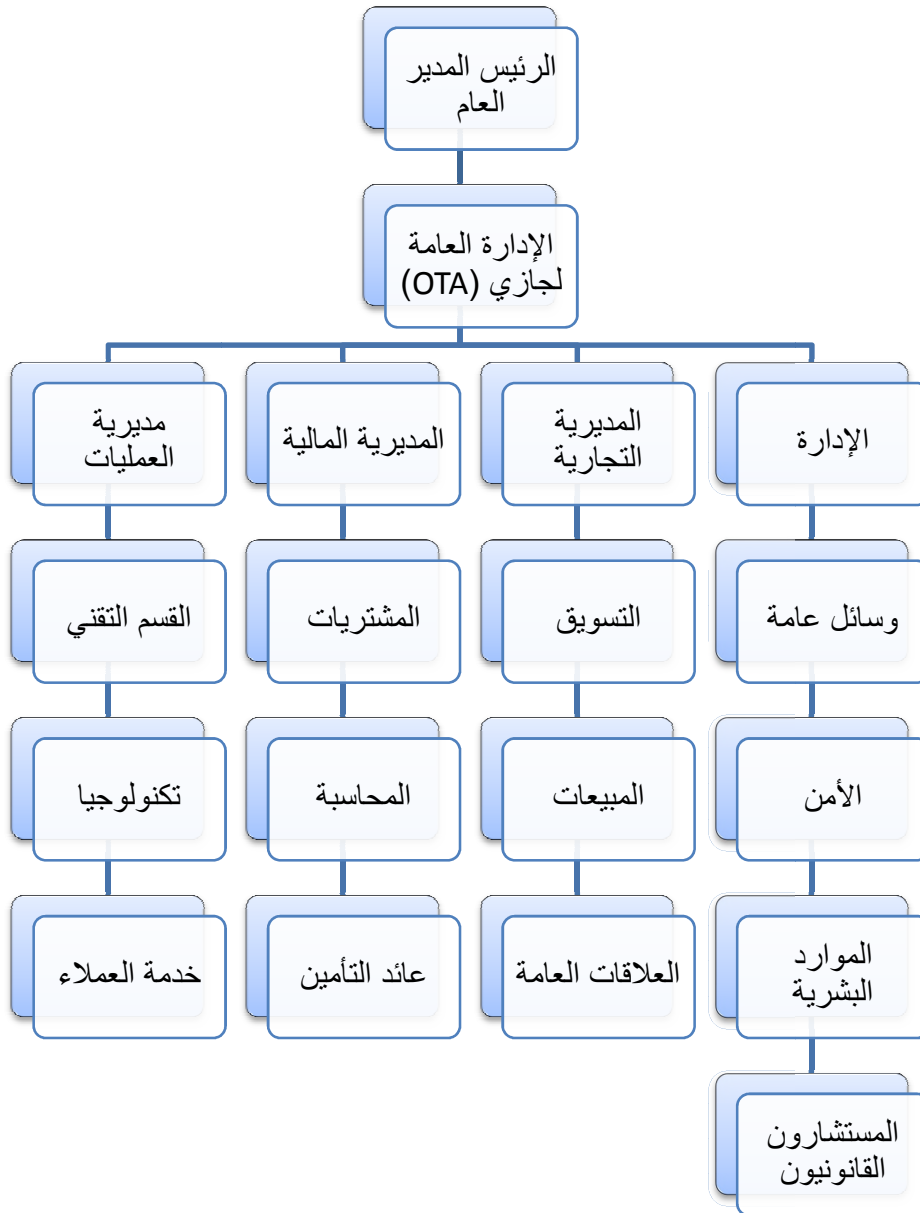 الرئيس المدير
العام
الإدارة العامة
لجازي (OTA)
الإدارة
المديرية
التجارية
المديرية المالية
مديرية
العمليات
وسائل عامة
التسويق
المشتريات
القسم التقني
الأمن
المبيعات
المحاسبة
تكنولوجيا
الموارد
البشرية
العلاقات العامة
عائد التأمين
خدمة العملاء
المستشارون
القانونيون